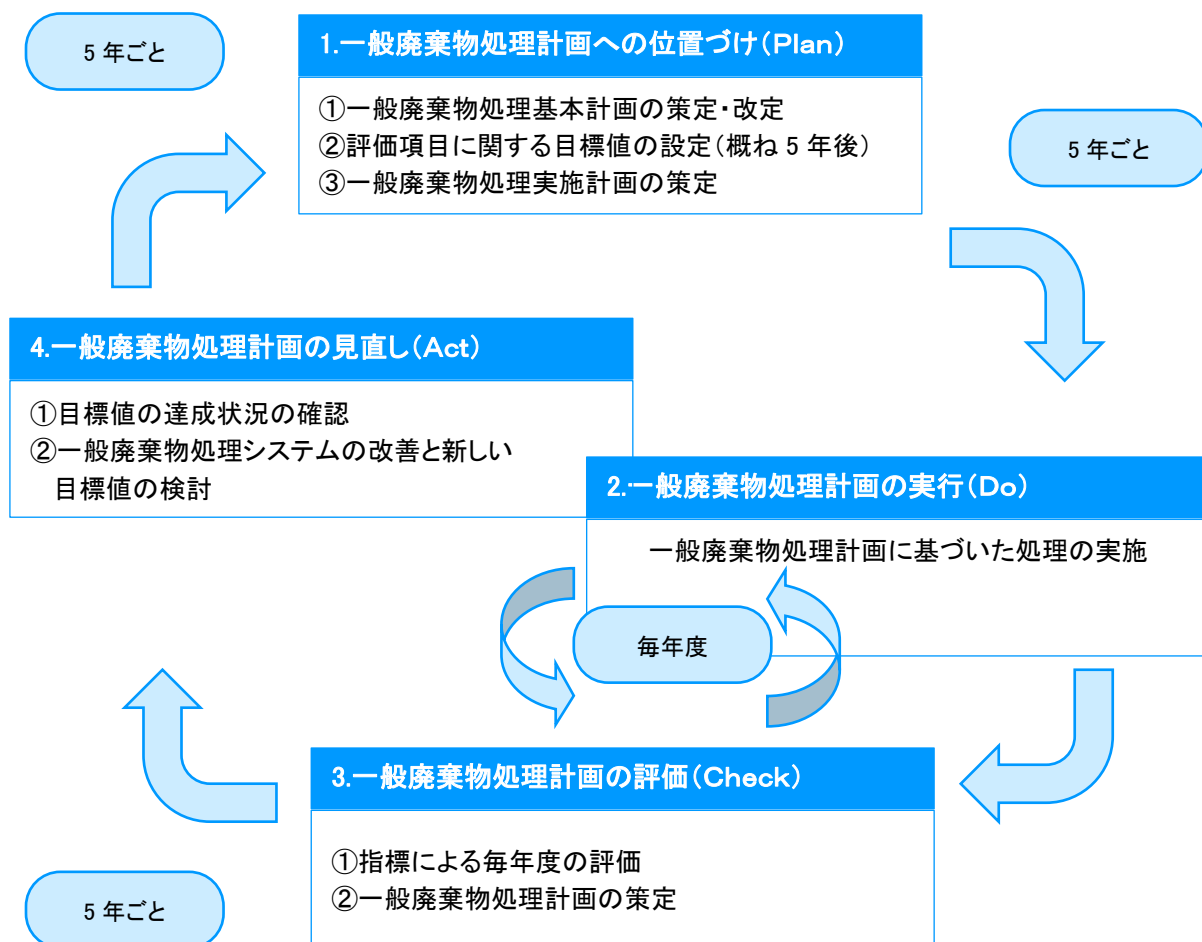 5 年ごと
1.一般廃棄物処理計画への位置づけ(Plan)
①一般廃棄物処理基本計画の策定・改定
②評価項目に関する目標値の設定(概ね 5 年後)
③一般廃棄物処理実施計画の策定
5 年ごと
4.一般廃棄物処理計画の見直し(Act)
①目標値の達成状況の確認
②一般廃棄物処理システムの改善と新しい
目標値の検討
2.一般廃棄物処理計画の実行(Do)
一般廃棄物処理計画に基づいた処理の実施
毎年度
3.一般廃棄物処理計画の評価(Check)
①指標による毎年度の評価
②一般廃棄物処理計画の策定
5 年ごと